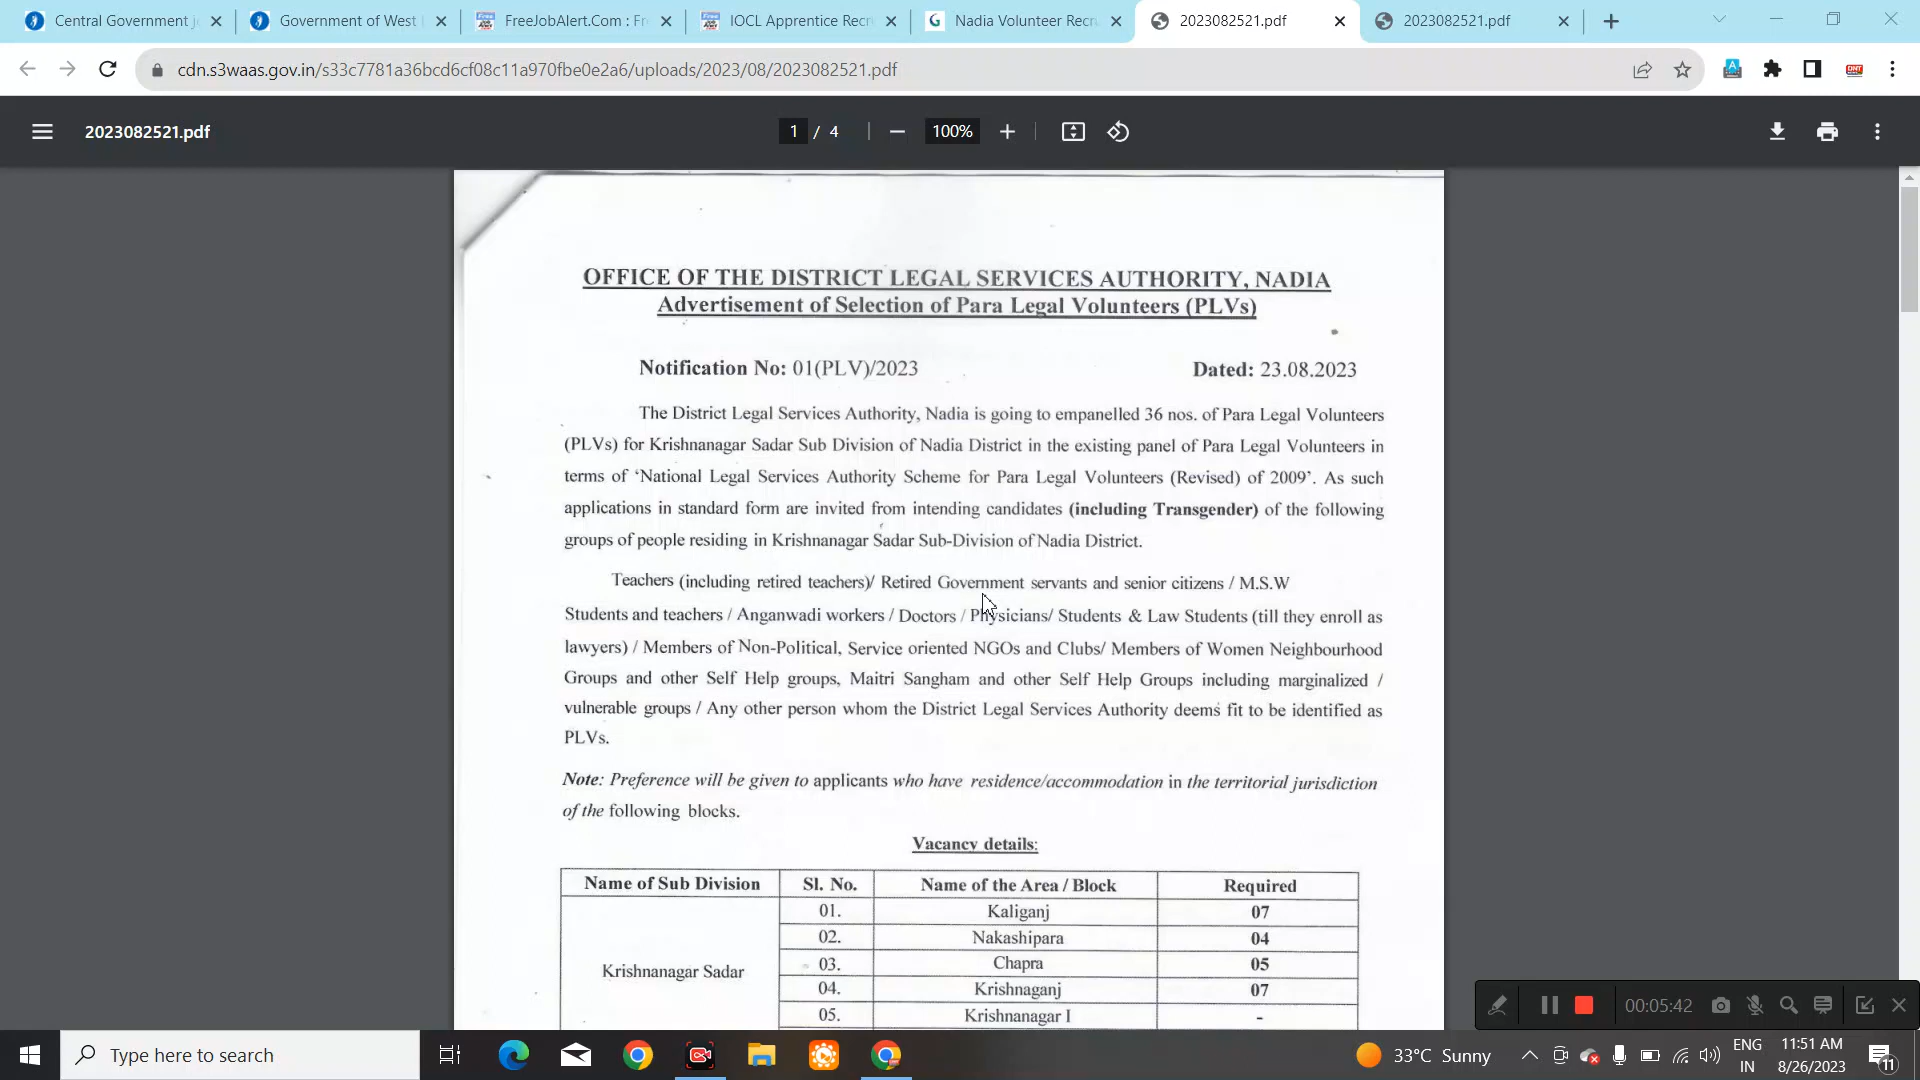 Central Government j
Government of West
FreeJobAlert.Com : Fr
IOCL Apprentice Recr
Nadia Volunteer Recru
2023082521.pdf
2023082521.pdf
cdn.s3waas.gov.in/s33c7781a36bcd6cf08c11a970fbe0e2a6/uploads/2023/08/2023082521.pdf
2023082521.pdf
1 / 4
100%
OFFICE OF THE DISTRICT LEGAL SERVICES AUTHORITY, NADIA
Advertisement of Selection of Para Legal Volunteers (PLVs)
Notification No: 01(PLV)/2023 Dated: 23.08.2023
The District Legal Services Authority, Nadia is going to empanelled 36 nos. of Para Legal Volunteers
(PLVs) for Krishnanagar Sadar Sub Division of Nadia District in the existing panel of Para Legal Volunteers in
terms of ‘National Legal Services Authority Scheme for Para Legal Volunteers (Revised) of 2009’. As such
applications in standard form are invited from intending candidates (including Transgender) of the following
groups of people residing in Krishnanagar Sadar Sub-Division of Nadia District.
Teachers (including retired teachers)/ Retired Government servants and senior citizens / M.S.W
Students and teachers / Anganwadi workers / Doctors / Physicians/ Students & Law Students (till they enroll as
lawyers) / Members of Non-Political, Service oriented NGOs and Clubs/ Members of Women Neighbourhood
Groups and other Self Help groups, Maitri Sangham and other Self Help Groups including marginalized /
vulnerable groups / Any other person whom the District Legal Services Authority deems fit to be identified as
PLVs.
Note: Preference will be given to applicants who have residence/accommodation in the territorial jurisdiction
of the following blocks.
Vacancy details:
Name of Sub Division Sl. No. Name of the Area / Block Required
01. Kaliganj 07
02. Nakashipara 04
Krishnanagar Sadar
03. Chapra 05
04. Krishnaganj 07
05. Krishnanagar I -
00:05:42
Type here to search
33°C Sunny
ENG
IN
11:51 AM
8/26/2023
11